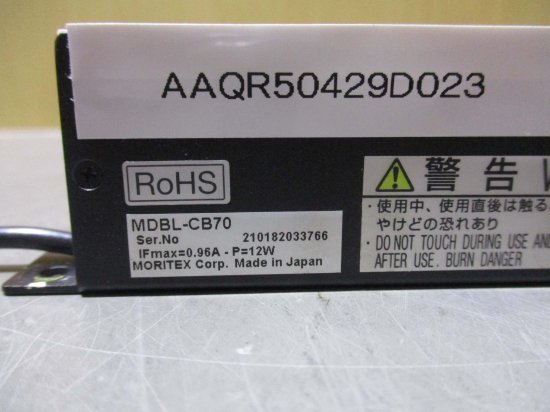 AAQR50429D023
RoHS
MDBL-CB70
Ser.No 210182033766
IFmax=0.96A - P=12W
MORITEX Corp. Made in Japan
警告
・使用中、使用直後は触る
やけどの恐れあり
・DO NOT TOUCH DURING USE AND
AFTER USE. BURN DANGER